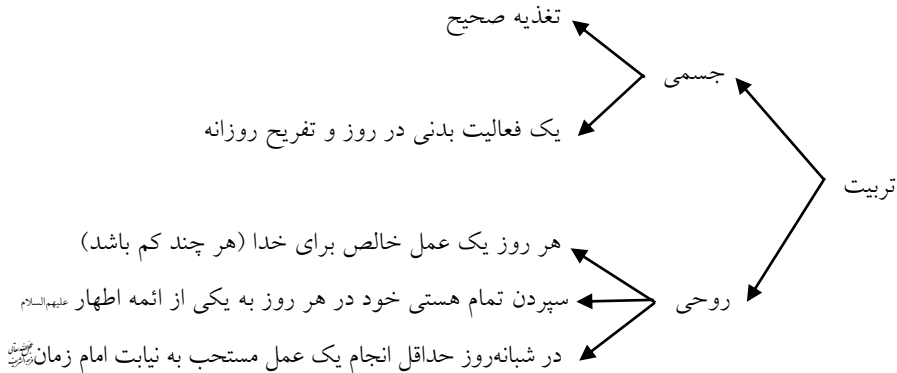 تغذیه صحیح
جسمی
یک فعالیت بدنی در روز و تفریح روزانه
تربیت
هر روز یک عمل خالص برای خدا (هر چند کم باشد)
روحی
سپردن تمام هستی خود در هر روز به یکی از ائمه اطهار علیهم‌السلام
در شبانه‌روز حداقل انجام یک عمل مستحب به نیابت امام زمان